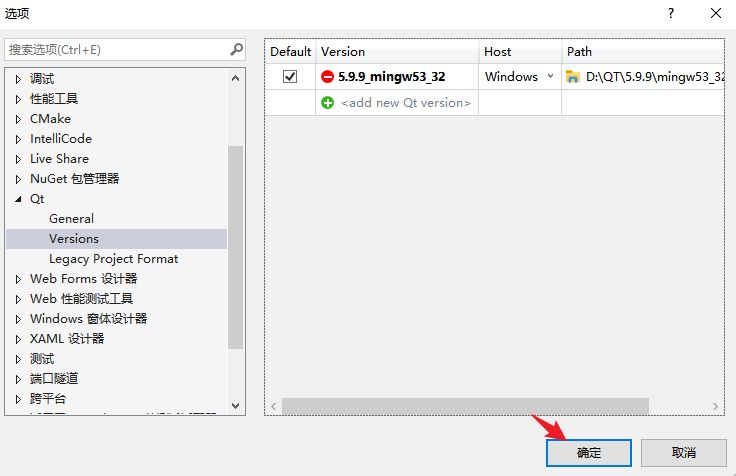 选项
?
搜索选项(Ctrl+E)
调试
性能工具
CMake
IntelliCode
Live Share
NuGet 包管理器
Qt
General
Versions
Legacy Project Format
Web Forms 设计器
Web 性能测试工具
Windows 窗体设计器
XAML 设计器
测试
端口隧道
跨平台
Default Version Host Path
5.9.9_mingw53_32 Windows D:\QT\5.9.9\mingw53_32
<add new Qt version>
确定 取消